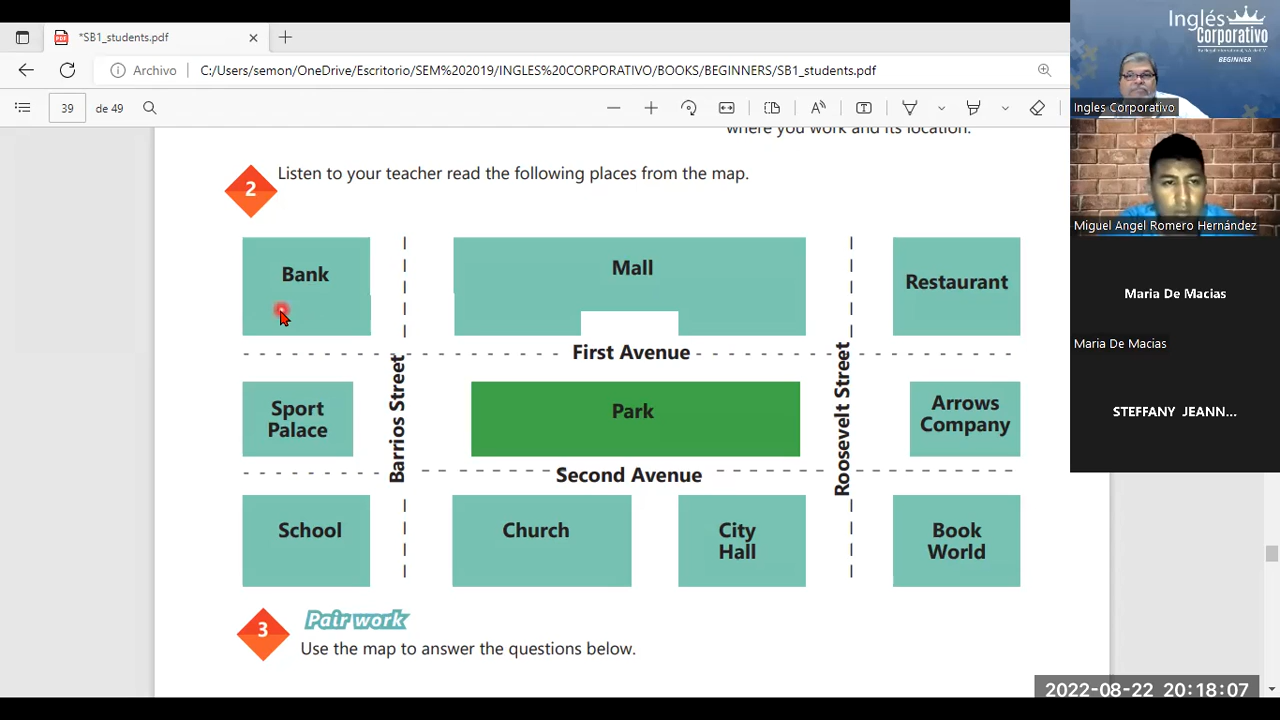 *SB1_students.pdf
Archivo
C:/Users/semon/OneDrive/Escritorio/SEM%202019/INGLES%20CORPORATIVO/BOOKS/BEGINNERS/SB1_students.pdf
39 de 49
where you work and its location.
2 Listen to your teacher read the following places from the map.
Bank
Mall
Restaurant
First Avenue
Barrios Street
Roosevelt Street
Sport
Palace
Park
Arrows
Company
Second Avenue
School
Church
City
Hall
Book
World
3 Pair work
Use the map to answer the questions below.
Inglés
Corporativo
BEGINNER
Ingles Corporativo
Miguel Angel Romero Hernández
Maria De Macias
Maria De Macias
STEFFANY JEANN...
2022-08-22 20:18:07